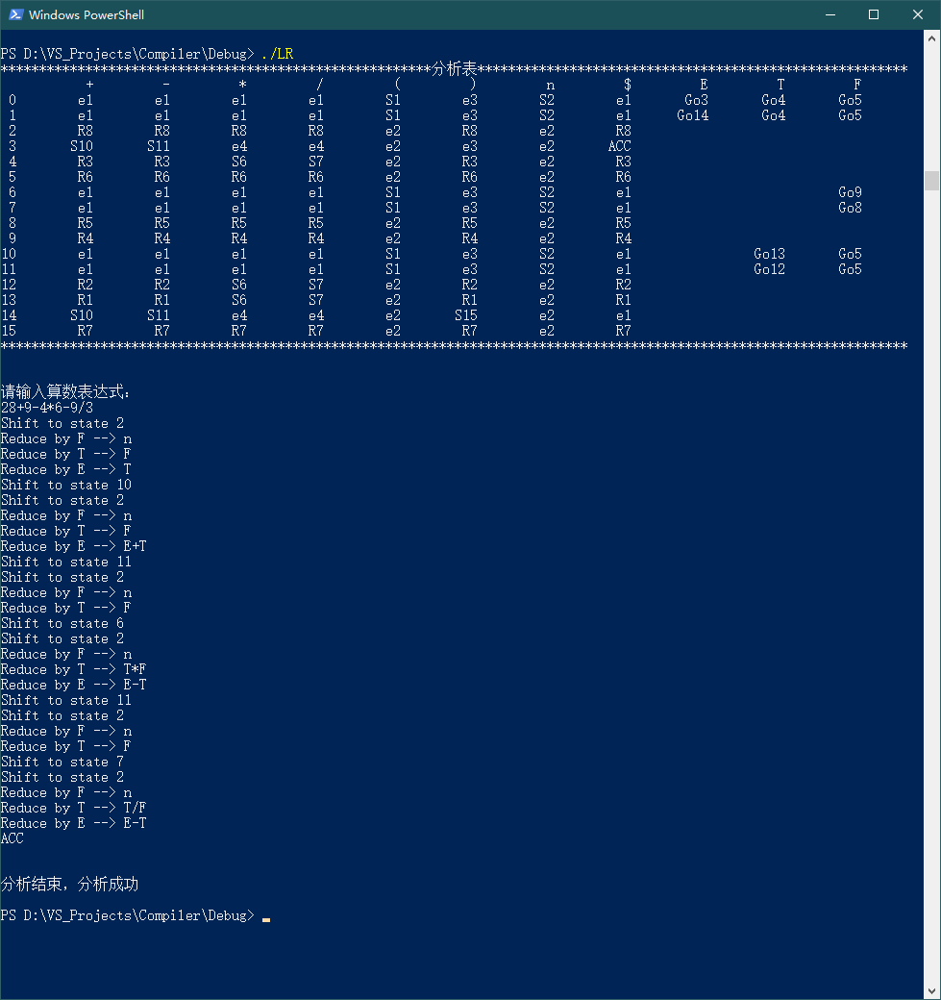 Windows PowerShell
PS D:\VS_Projects\Compiler\Debug> ./LR
********************************************************分析表********************************************************
+ - * / ( ) n $ E T F
0 e1 e1 e1 e1 S1 e3 S2 e1 Go3 Go4 Go5
1 e1 e1 e1 e1 S1 e3 S2 e1 Go14 Go4 Go5
2 R8 R8 R8 R8 e2 R8 e2 R8
3 S10 S11 e4 e4 e2 e3 e2 ACC
4 R3 R3 S6 S7 e2 R3 e2 R3
5 R6 R6 R6 R6 e2 R6 e2 R6
6 e1 e1 e1 e1 S1 e3 S2 e1 Go9
7 e1 e1 e1 e1 S1 e3 S2 e1 Go8
8 R5 R5 R5 R5 e2 R5 e2 R5
9 R4 R4 R4 R4 e2 R4 e2 R4
10 e1 e1 e1 e1 S1 e3 S2 e1 Go13 Go5
11 e1 e1 e1 e1 S1 e3 S2 e1 Go12 Go5
12 R2 R2 S6 S7 e2 R2 e2 R2
13 R1 R1 S6 S7 e2 R1 e2 R1
14 S10 S11 e4 e4 e2 S15 e2 e1
15 R7 R7 R7 R7 e2 R7 e2 R7
**********************************************************************************************************************
请输入算数表达式:
28+9-4*6-9/3
Shift to state 2
Reduce by F --> n
Reduce by T --> F
Reduce by E --> T
Shift to state 10
Shift to state 2
Reduce by F --> n
Reduce by T --> F
Reduce by E --> E+T
Shift to state 11
Shift to state 2
Reduce by F --> n
Reduce by T --> F
Shift to state 6
Shift to state 2
Reduce by F --> n
Reduce by T --> T*F
Reduce by E --> E-T
Shift to state 11
Shift to state 2
Reduce by F --> n
Reduce by T --> F
Shift to state 7
Shift to state 2
Reduce by F --> n
Reduce by T --> T/F
Reduce by E --> E-T
ACC
分析结束，分析成功
PS D:\VS_Projects\Compiler\Debug>